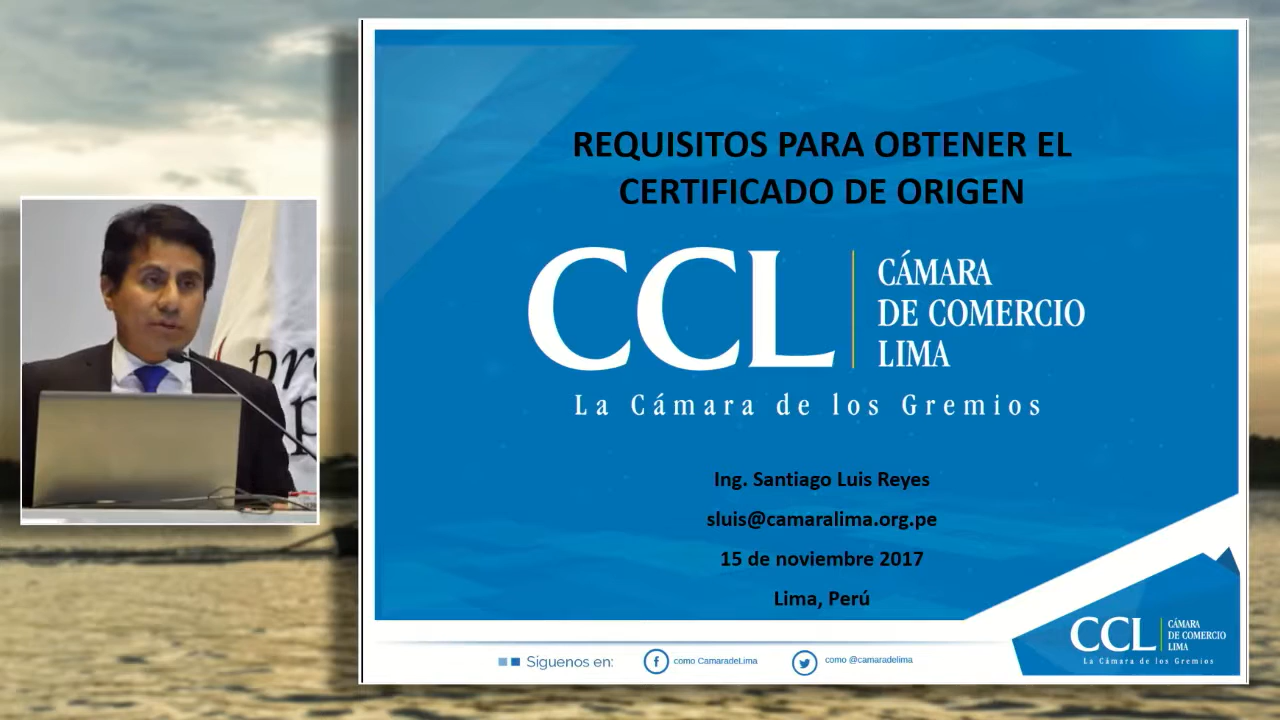 REQUISITOS PARA OBTENER EL
CERTIFICADO DE ORIGEN
CCL
CÁMARA
DE COMERCIO
LIMA
La Cámara de los Gremios
Ing. Santiago Luis Reyes
sluis@camaralima.org.pe
15 de noviembre 2017
Lima, Perú
Síguenos en:
f
como CamaradeLima
como @camaradelima
CCL
CÁMARA
DE COMERCIO
LIMA
La Cámara de los Gremios